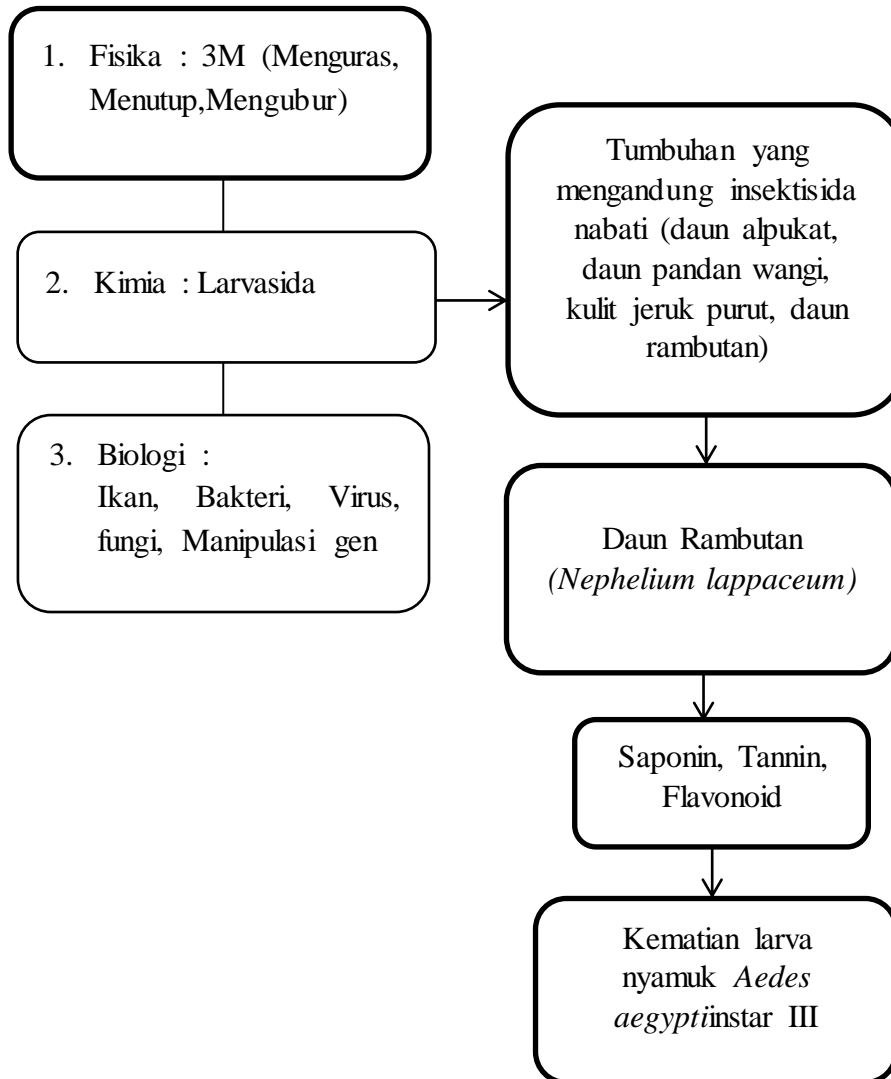 1. Fisika : 3M (Menguras,
Menutup,Mengubur)
2. Kimia : Larvasida
3. Biologi :
Ikan, Bakteri, Virus,
fungi, Manipulasi gen
Tumbuhan yang
mengandung insektisida
nabati (daun alpukat,
daun pandan wangi,
kulit jeruk purut, daun
rambutan)
Daun Rambutan
(Nephelium lappaceum)
Saponin, Tannin,
Flavonoid
Kematian larva
nyamuk Aedes
aegyptiinstar III